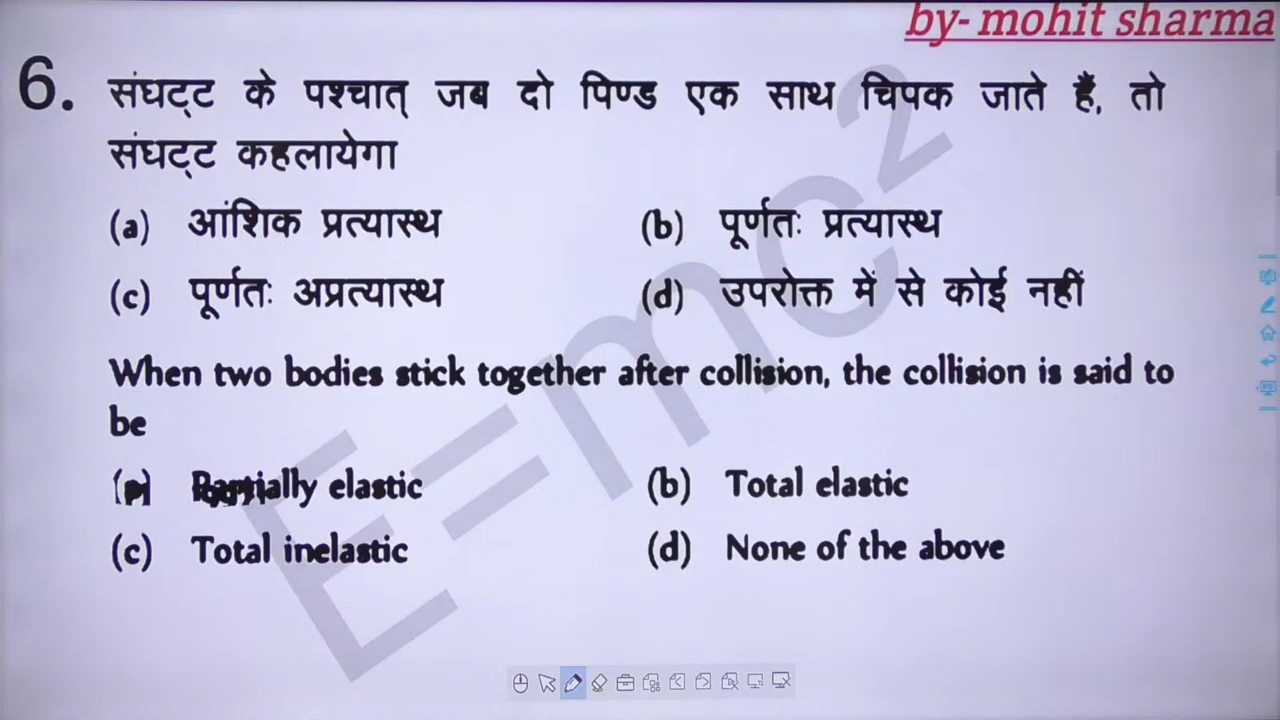 by- mohit sharma
6. संघट्ट के पश्चात् जब दो पिण्ड एक साथ चिपक जाते हैं, तो
संघट्ट कहलायेगा
(a) आंशिक प्रत्यास्थ (b) पूर्णतः प्रत्यास्थ
(c) पूर्णतः अप्रत्यास्थ (d) उपरोक्त में से कोई नहीं
E=mc²
When two bodies stick together after collision, the collision is said to
be
(a) Partially elastic (b) Total elastic
(c) Total inelastic (d) None of the above